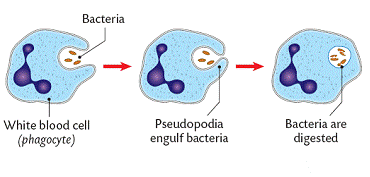 Bacteria
White blood cell
(phagocyte)
Pseudopodia
engulf bacteria
Bacteria are
digested